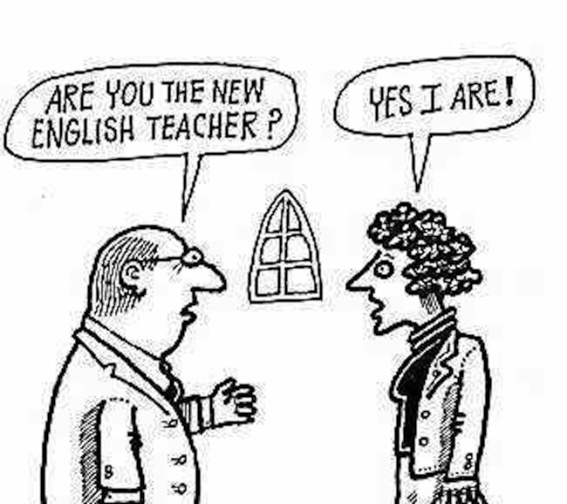 ARE YOU THE NEW
ENGLISH TEACHER?
YES I ARE!